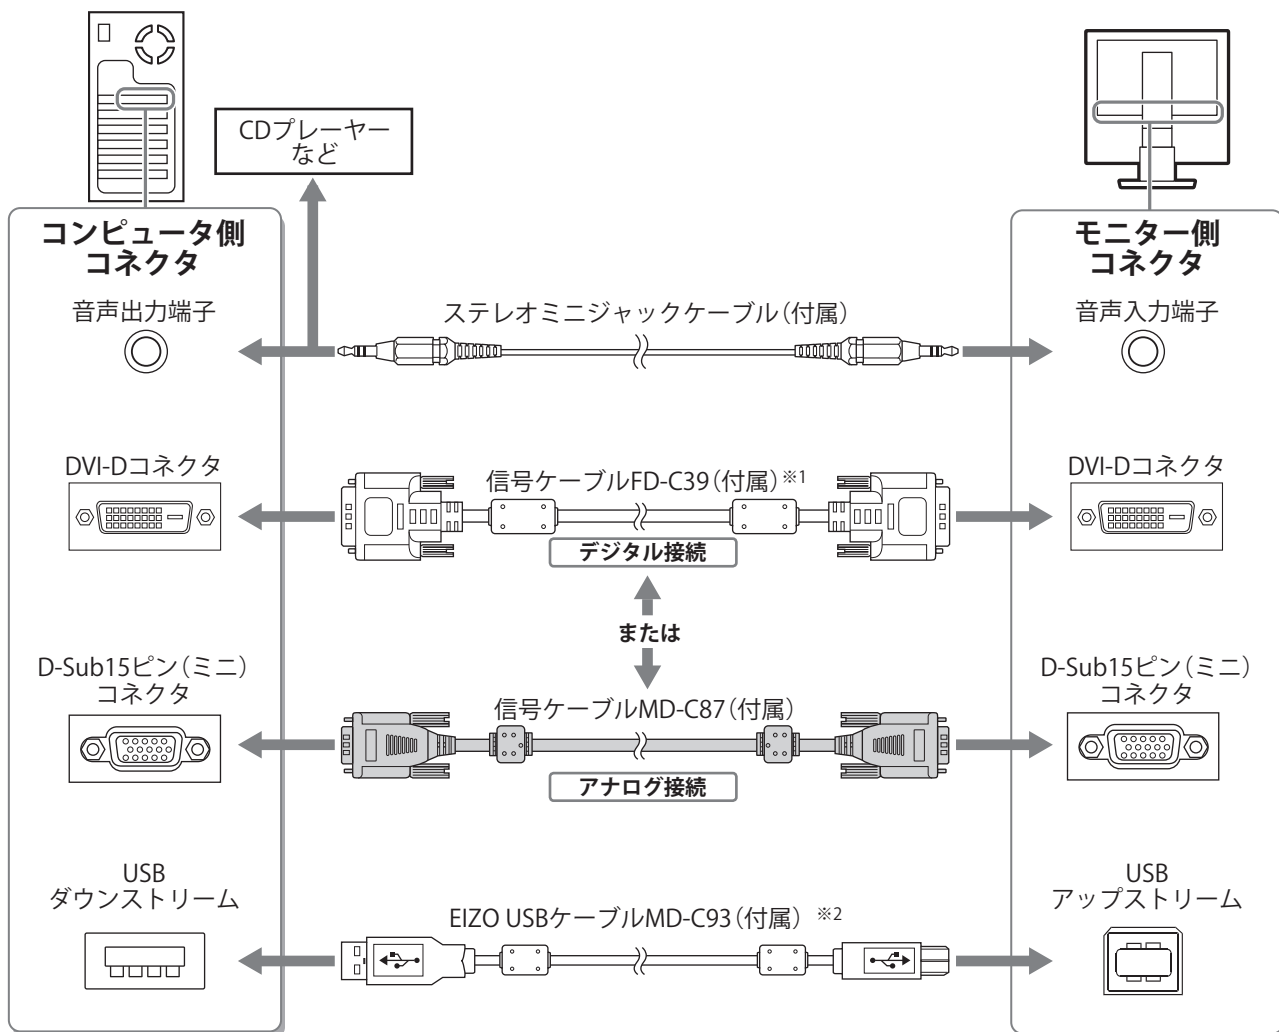 CDプレーヤー
など
コンピュータ側
コネクタ
モニター側
コネクタ
音声出力端子
ステレオミニジャックケーブル(付属)
音声入力端子
DVI-Dコネクタ
信号ケーブルFD-C39(付属)※1
DVI-Dコネクタ
デジタル接続
または
D-Sub15ピン(ミニ)
コネクタ
信号ケーブルMD-C87(付属)
D-Sub15ピン(ミニ)
コネクタ
アナログ接続
USB
ダウンストリーム
EIZO USBケーブルMD-C93(付属) ※2
USB
アップストリーム